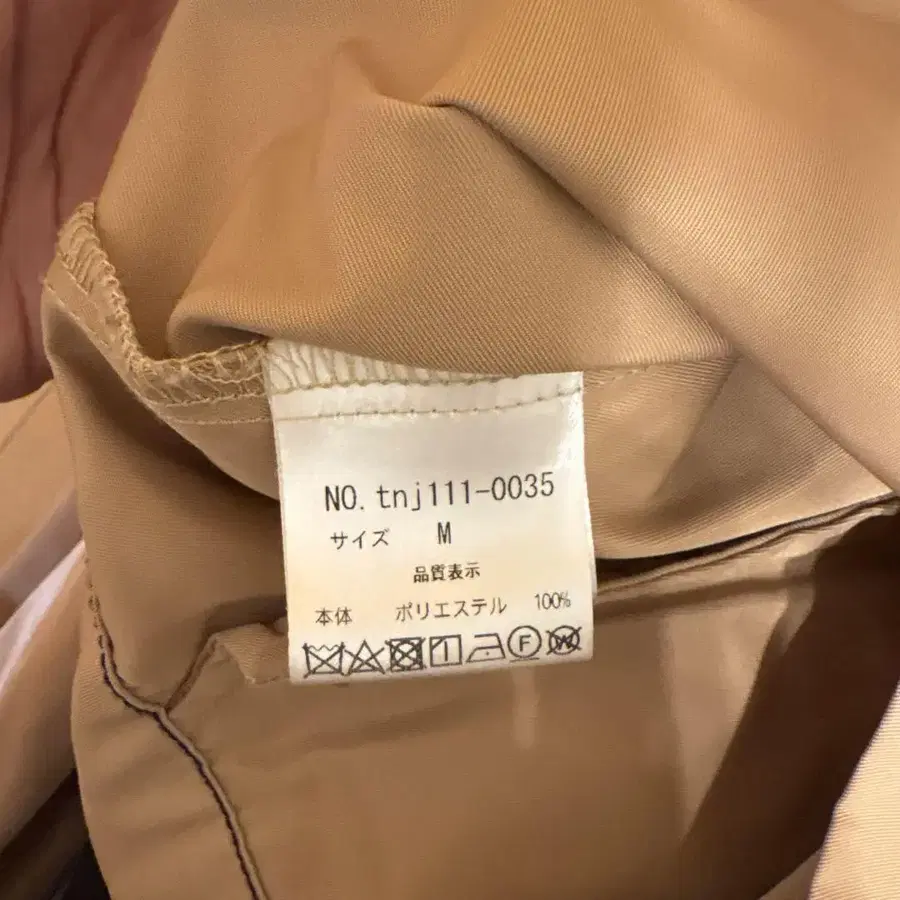 NO. tnj111-0035
サイズ M
品質表示
本体 ポリエステル 100%
F W